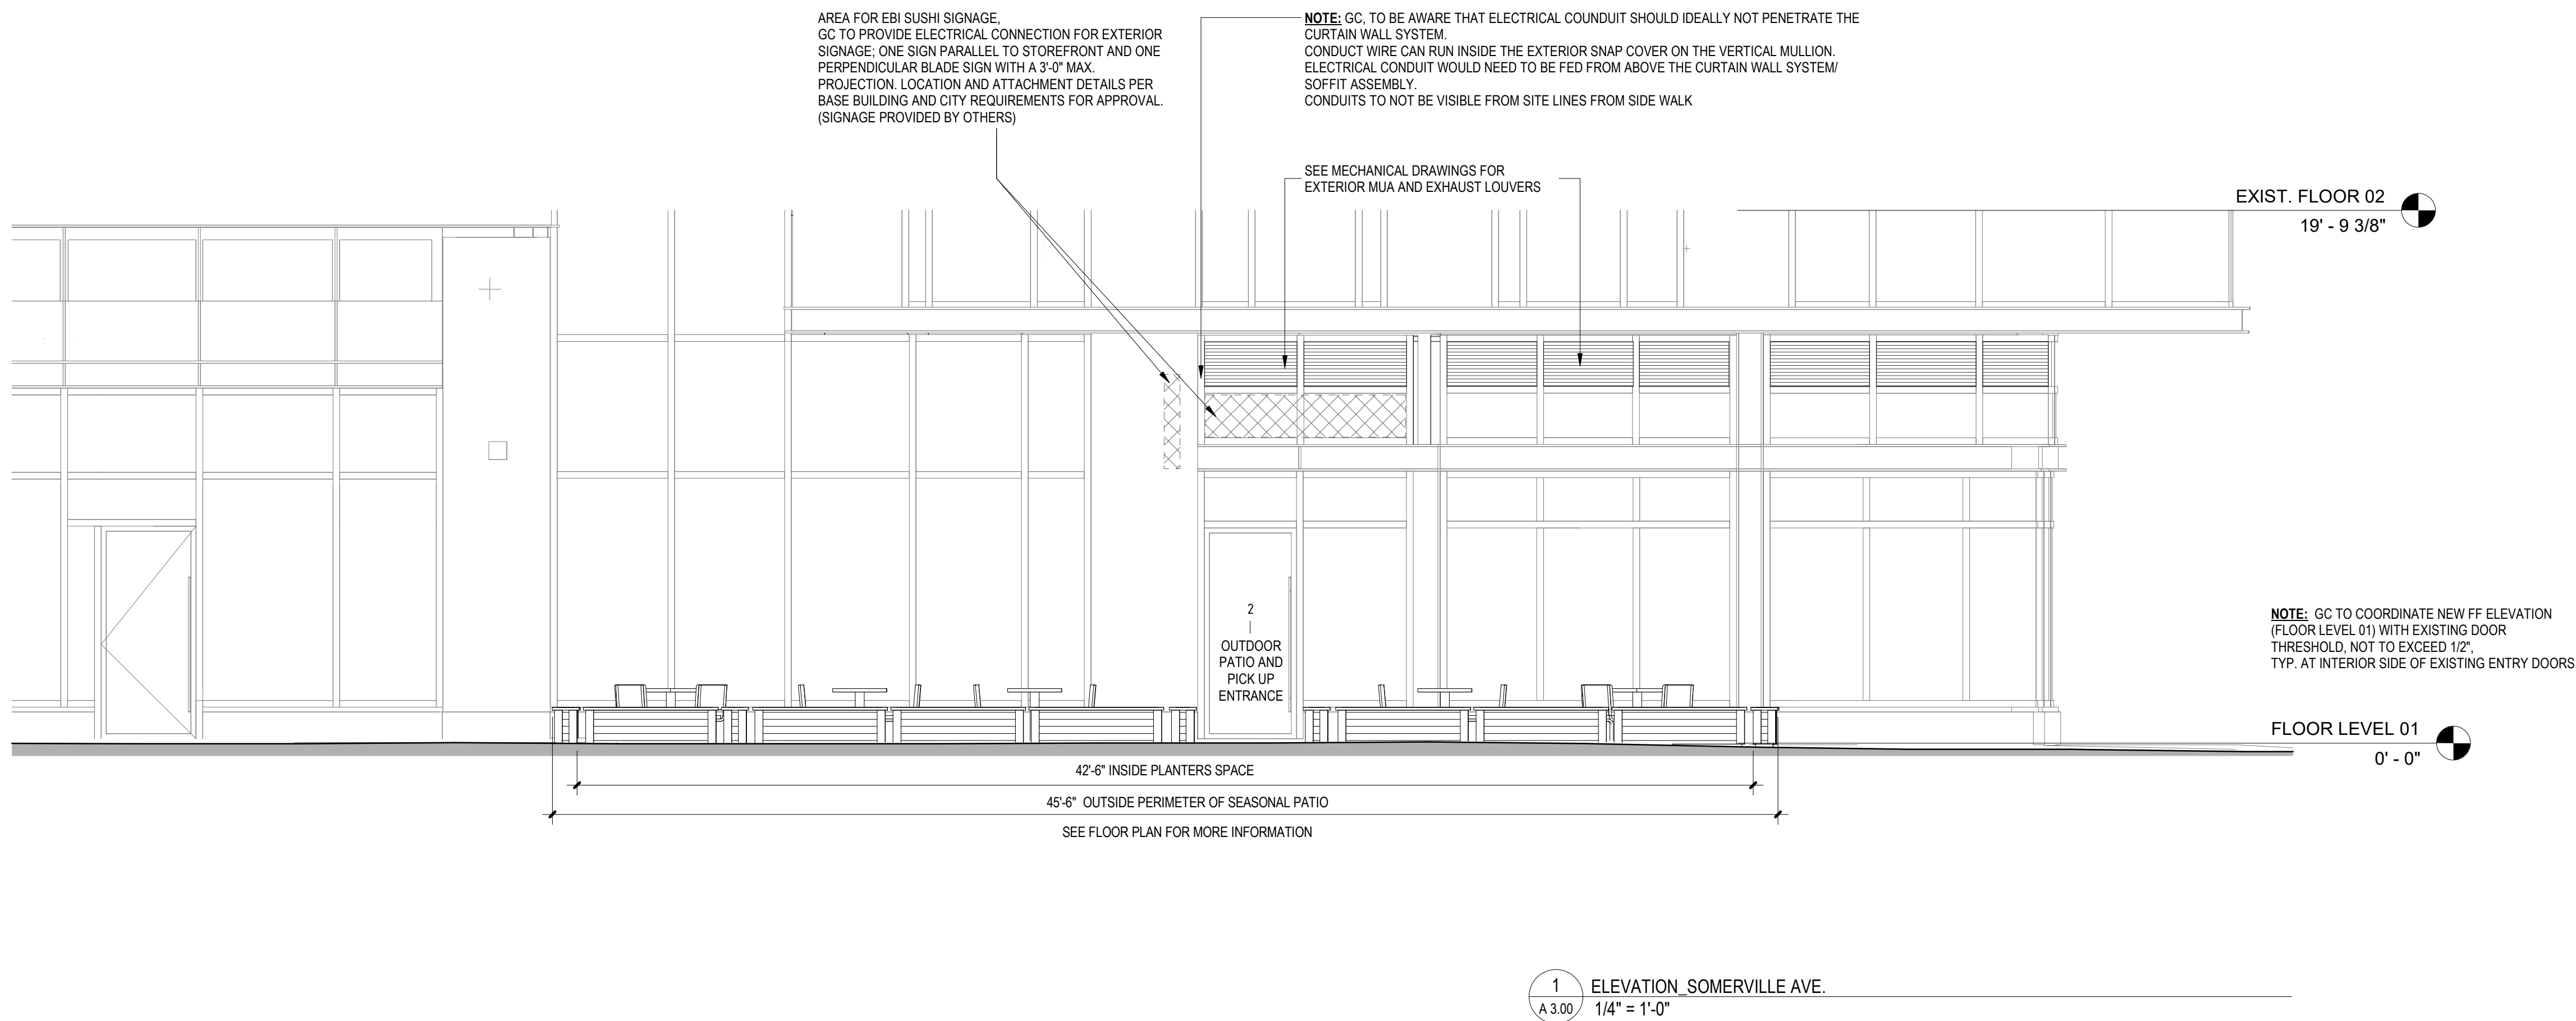 AREA FOR EBI SUSHI SIGNAGE,
GC TO PROVIDE ELECTRICAL CONNECTION FOR EXTERIOR
SIGNAGE; ONE SIGN PARALLEL TO STOREFRONT AND ONE
PERPENDICULAR BLADE SIGN WITH A 3'-0" MAX.
PROJECTION. LOCATION AND ATTACHMENT DETAILS PER
BASE BUILDING AND CITY REQUIREMENTS FOR APPROVAL.
(SIGNAGE PROVIDED BY OTHERS)
NOTE: GC, TO BE AWARE THAT ELECTRICAL COUNDUIT SHOULD IDEALLY NOT PENETRATE THE
CURTAIN WALL SYSTEM.
CONDUCT WIRE CAN RUN INSIDE THE EXTERIOR SNAP COVER ON THE VERTICAL MULLION.
ELECTRICAL CONDUIT WOULD NEED TO BE FED FROM ABOVE THE CURTAIN WALL SYSTEM/
SOFFIT ASSEMBLY.
CONDUITS TO NOT BE VISIBLE FROM SITE LINES FROM SIDE WALK
SEE MECHANICAL DRAWINGS FOR
EXTERIOR MUA AND EXHAUST LOUVERS
EXIST. FLOOR 02
19' - 9 3/8"
2
OUTDOOR
PATIO AND
PICK UP
ENTRANCE
NOTE: GC TO COORDINATE NEW FF ELEVATION
(FLOOR LEVEL 01) WITH EXISTING DOOR
THRESHOLD, NOT TO EXCEED 1/2",
TYP. AT INTERIOR SIDE OF EXISTING ENTRY DOORS
FLOOR LEVEL 01
0' - 0"
42'-6" INSIDE PLANTERS SPACE
45'-6" OUTSIDE PERIMETER OF SEASONAL PATIO
SEE FLOOR PLAN FOR MORE INFORMATION
1
A 3.00
ELEVATION_SOMERVILLE AVE.
1/4" = 1'-0"